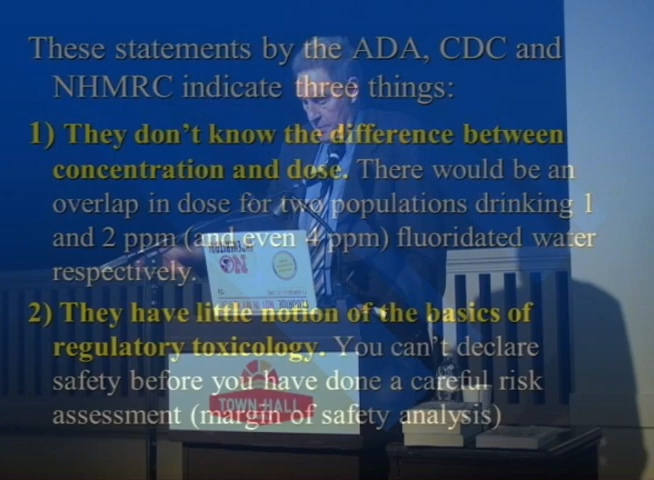 These statements by the ADA, CDC and
NHMRC indicate three things:
1) They don't know the difference between
concentration and dose. There would be an
overlap in dose for two populations drinking 1
and 2 ppm (and even 4 ppm) fluoridated water
respectively.
2) They have little notion of the basics of
regulatory toxicology. You can't declare
safety before you have done a careful risk
assessment (margin of safety analysis)
NO
TOWN HALL